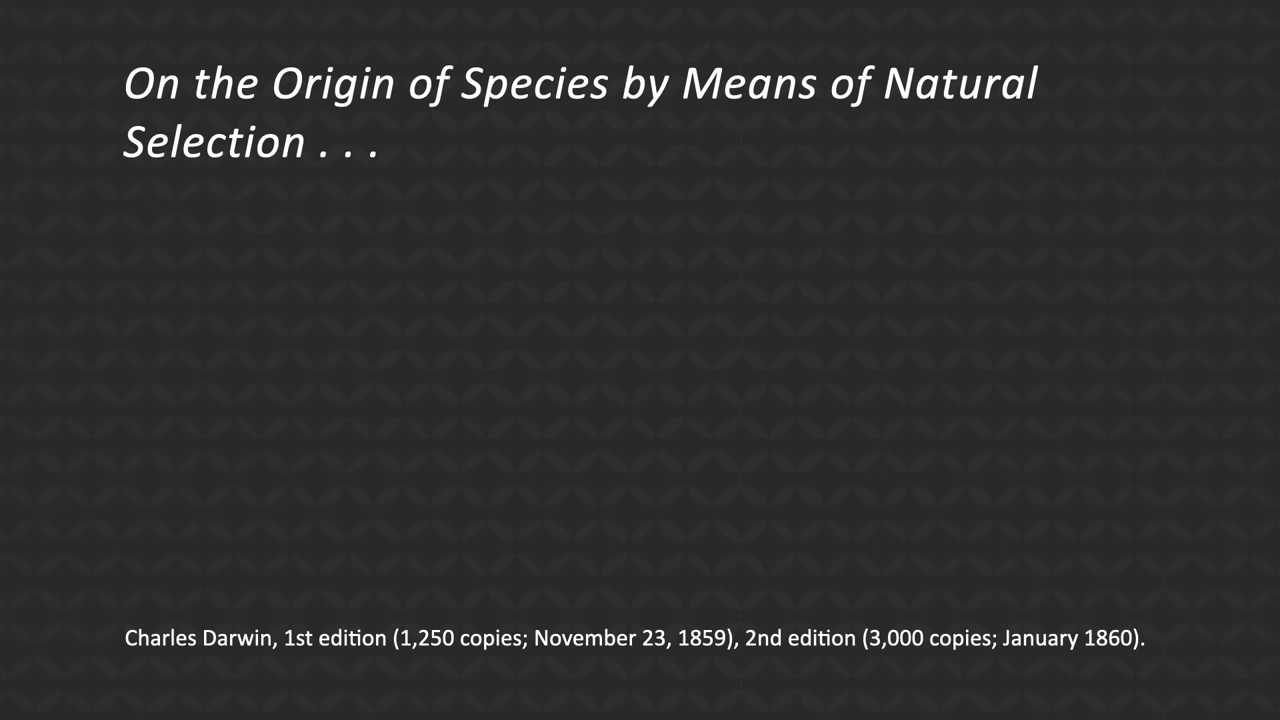 On the Origin of Species by Means of Natural
Selection . . .
Charles Darwin, 1st edition (1,250 copies; November 23, 1859), 2nd edition (3,000 copies; January 1860).